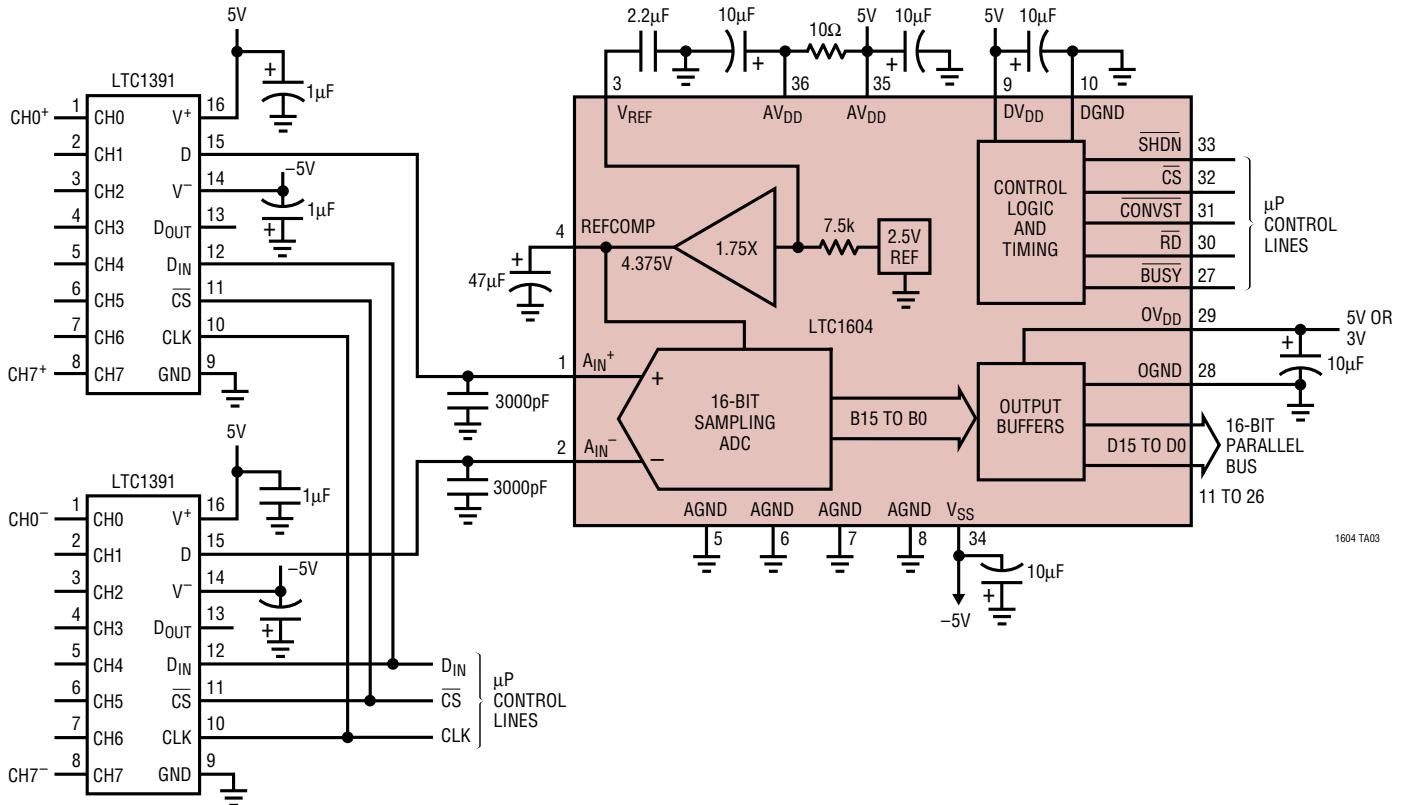 5V
+
1µF
LTC1391
CH0+ 1 CH0 V+ 16
2 CH1 D 15
3 CH2 V− 14
−5V
1µF
+
4 CH3 DOUT 13
5 CH4 DIN 12
6 CH5 CS 11
7 CH6 CLK 10
CH7+ 8 CH7 GND 9
5V
1µF
LTC1391
CH0− 1 CH0 V+ 16
2 CH1 D 15
3 CH2 V− 14
−5V
+
4 CH3 DOUT 13
5 CH4 DIN 12
6 CH5 CS 11
7 CH6 CLK 10
CH7− 8 CH7 GND 9
DIN
CS
CLK
µP
CONTROL
LINES
2.2µF
10µF
+
10Ω
5V
10µF
+
5V
10µF
+
3
36
35
9
10
VREF
AVDD
AVDD
DVDD
DGND
4
REFCOMP
4.375V
+
47µF
1.75X
7.5k
2.5V
REF
LTC1604
CONTROL
LOGIC
AND
TIMING
SHDN 33
CS 32
CONVST 31
RD 30
BUSY 27
µP
CONTROL
LINES
OVDD 29
5V OR
3V
+
10µF
OGND 28
1 AIN+
+
3000pF
2 AIN−
−
3000pF
16-BIT
SAMPLING
ADC
B15 TO B0
OUTPUT
BUFFERS
D15 TO D0
16-BIT
PARALLEL
BUS
11 TO 26
AGND
AGND
AGND
AGND
VSS
5
6
7
8
34
10µF
+
−5V
1604 TA03